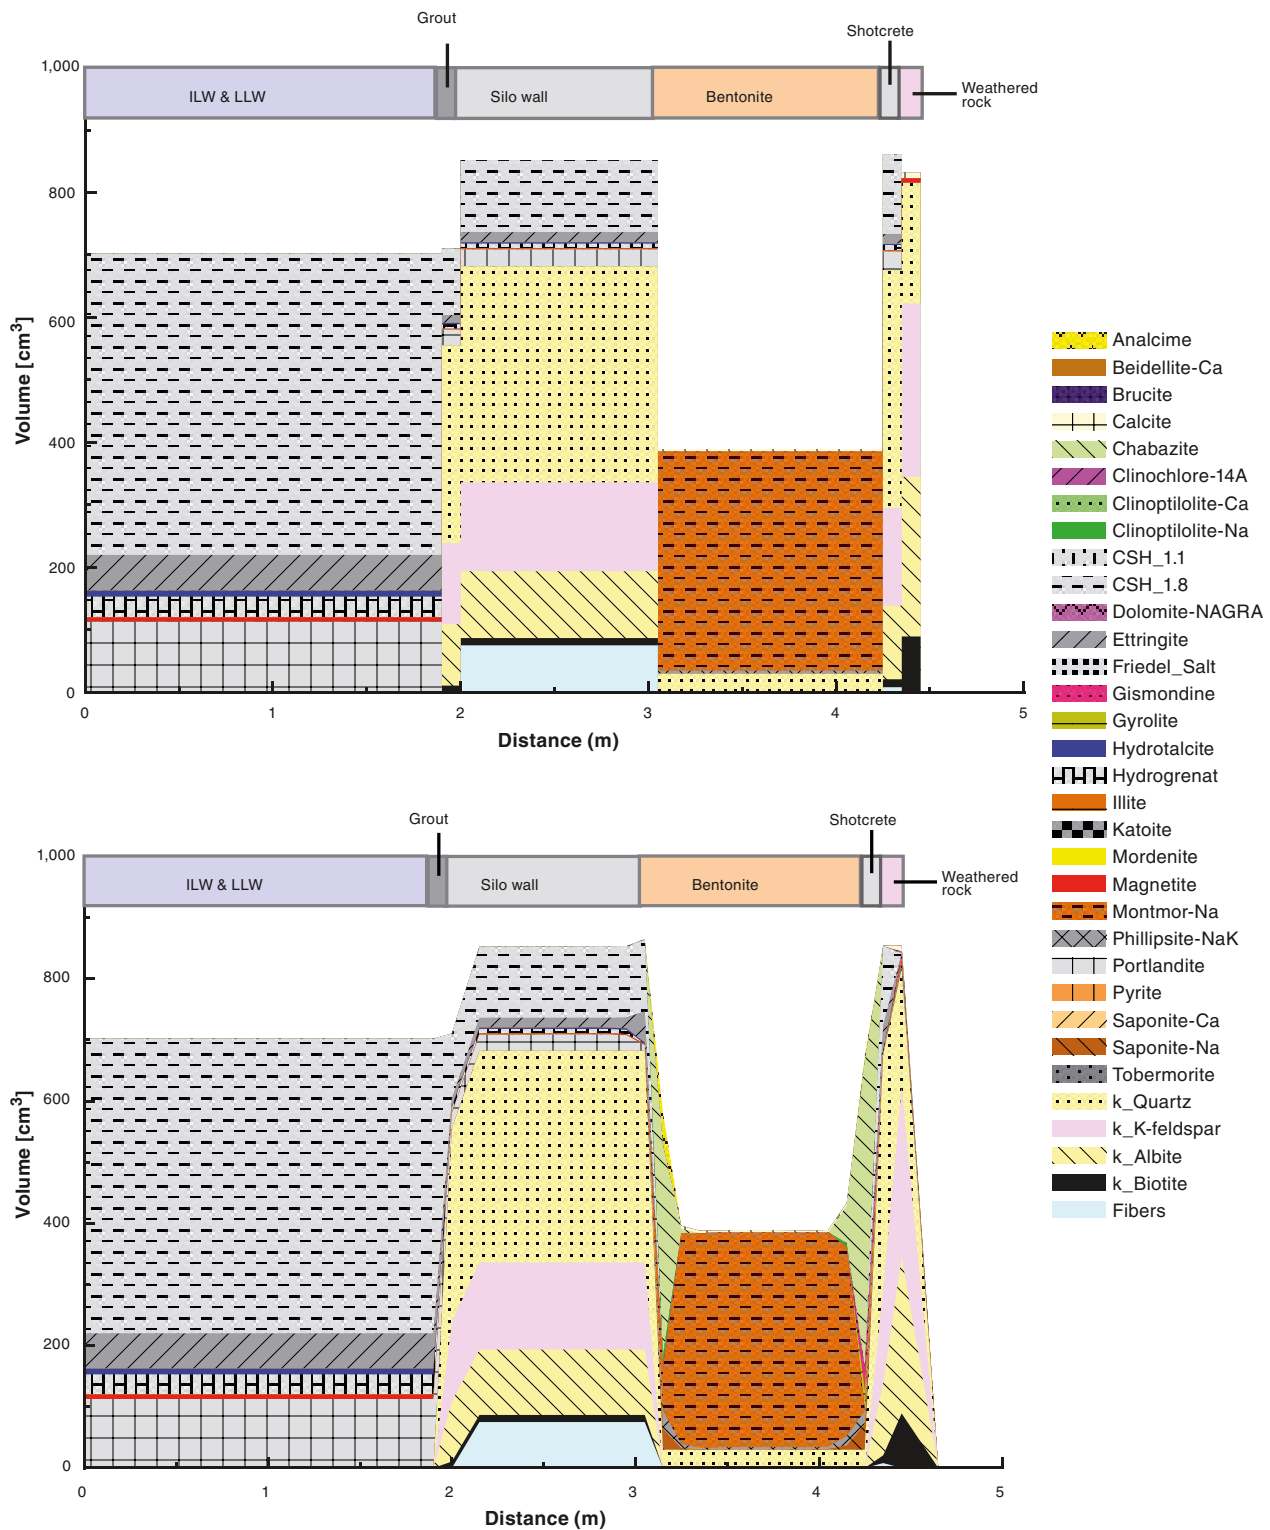 Grout
Shotcrete
1,000
ILW & LLW
Silo wall
Bentonite
Weathered
rock
800
600
400
200
0
Volume [cm³]
0
1
2
3
4
5
Distance (m)
Analcime
Beidellite-Ca
Brucite
Calcite
Chabazite
Clinochlore-14A
Clinoptilolite-Ca
Clinoptilolite-Na
CSH_1.1
CSH_1.8
Dolomite-NAGRA
Ettringite
Friedel_Salt
Gismondine
Gyrolite
Hydrotalcite
Hydrogrenat
Illite
Katoite
Mordenite
Magnetite
Montmor-Na
Phillipsite-NaK
Portlandite
Pyrite
Saponite-Ca
Saponite-Na
Tobermorite
k_Quartz
k_K-feldspar
k_Albite
k_Biotite
Fibers
Grout
Shotcrete
1,000
ILW & LLW
Silo wall
Bentonite
Weathered
rock
800
600
400
200
0
Volume [cm³]
0
1
2
3
4
5
Distance (m)